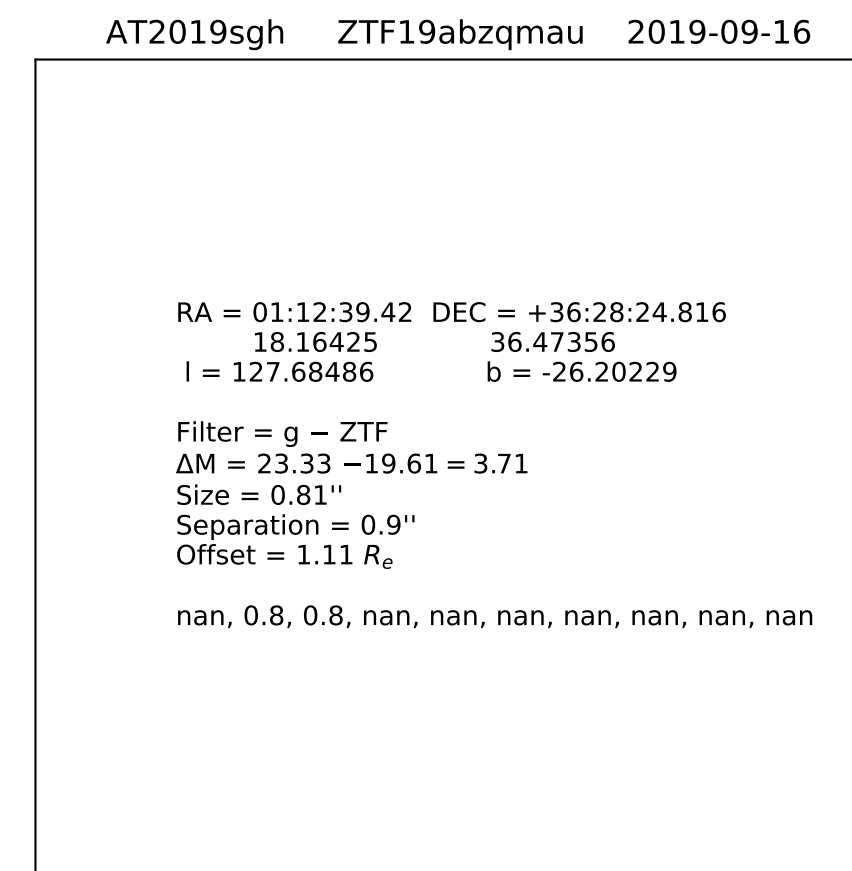 AT2019sgh ZTF19abzqmau 2019-09-16
RA = 01:12:39.42 DEC = +36:28:24.816
18.16425 36.47356
l = 127.68486 b = -26.20229
Filter = g − ZTF
ΔM = 23.33 −19.61 = 3.71
Size = 0.81''
Separation = 0.9''
Offset = 1.11 Re
nan, 0.8, 0.8, nan, nan, nan, nan, nan, nan, nan